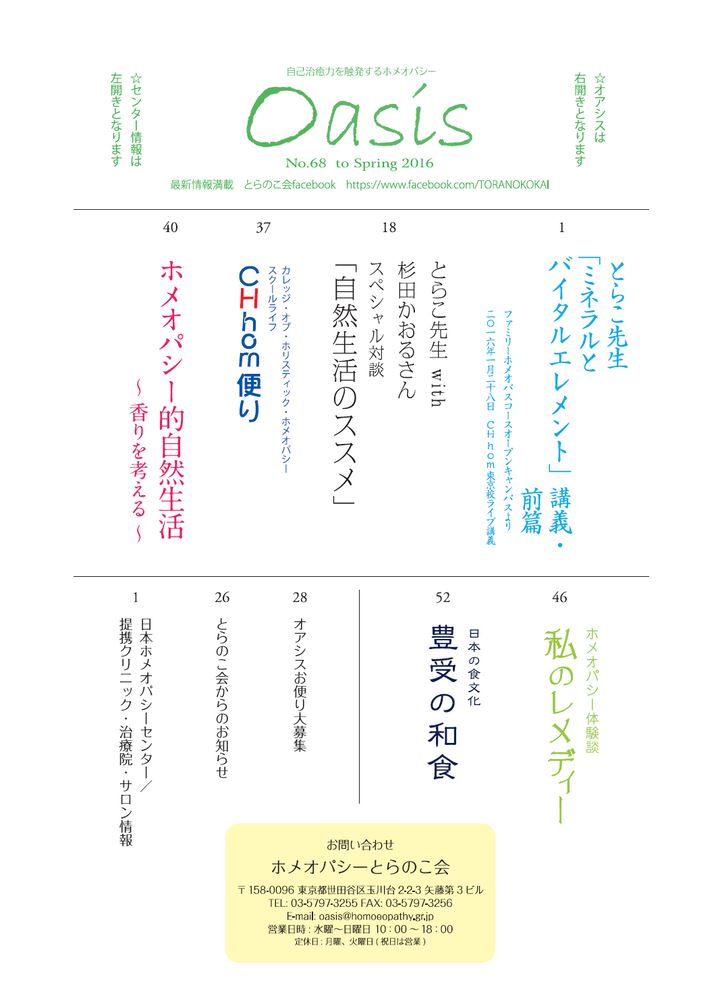 自己治癒力を触発するホメオパシー
Oasis
No.68 to Spring 2016
☆オアシスは
右開きとなります
☆センター情報は
左開きとなります
最新情報満載 とらのこ会facebook https://www.facebook.com/TORANOKOKAI
1
とらこ先生
「ミネラルと
バイタルエレメント」講義・
前篇
ファミリーホメオパスコースオープンキャンパスより
二〇一六年一月二十八日 CHhom東京校ライブ講義
18
とらこ先生 with
杉田かおるさん
スペシャル対談
「自然生活のススメ」
37
カレッジ・オブ・ホリスティック・ホメオパシー
スクールライフ
CHhom便り
40
ホメオパシー的自然生活
～香りを考える～
46
ホメオパシー体験談
私のレメディー
52
日本の食文化
豊受の和食
28
オアシスお便り大募集
26
とらのこ会からのお知らせ
1
日本ホメオパシーセンター／
提携クリニック・治療院・サロン情報
お問い合わせ
ホメオパシーとらのこ会
〒158-0096 東京都世田谷区玉川台 2-2-3 矢藤第３ビル
TEL: 03-5797-3255 FAX: 03-5797-3256
E-mail: oasis@homoeopathy.gr.jp
営業日時 : 水曜～日曜日 10：00 ～ 18：00
定休日 : 月曜、火曜日 ( 祝日は営業 )